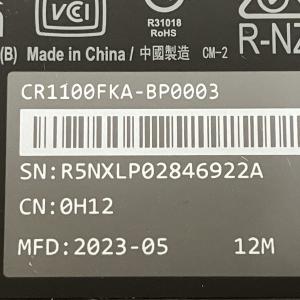 VCI
R31018
RoHS
R-NZ
(B) Made in China / 中國製造 CM-2
CR1100FKA-BP0003
SN: R5NXLP02846922A
CN: 0H12
MFD: 2023-05 12M